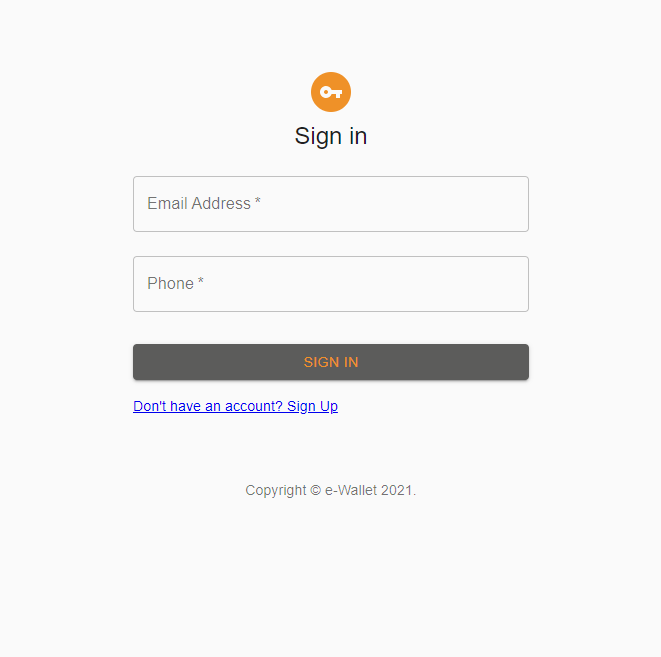 Sign in
Email Address *
Phone *
SIGN IN
Don't have an account? Sign Up
Copyright © e-Wallet 2021.